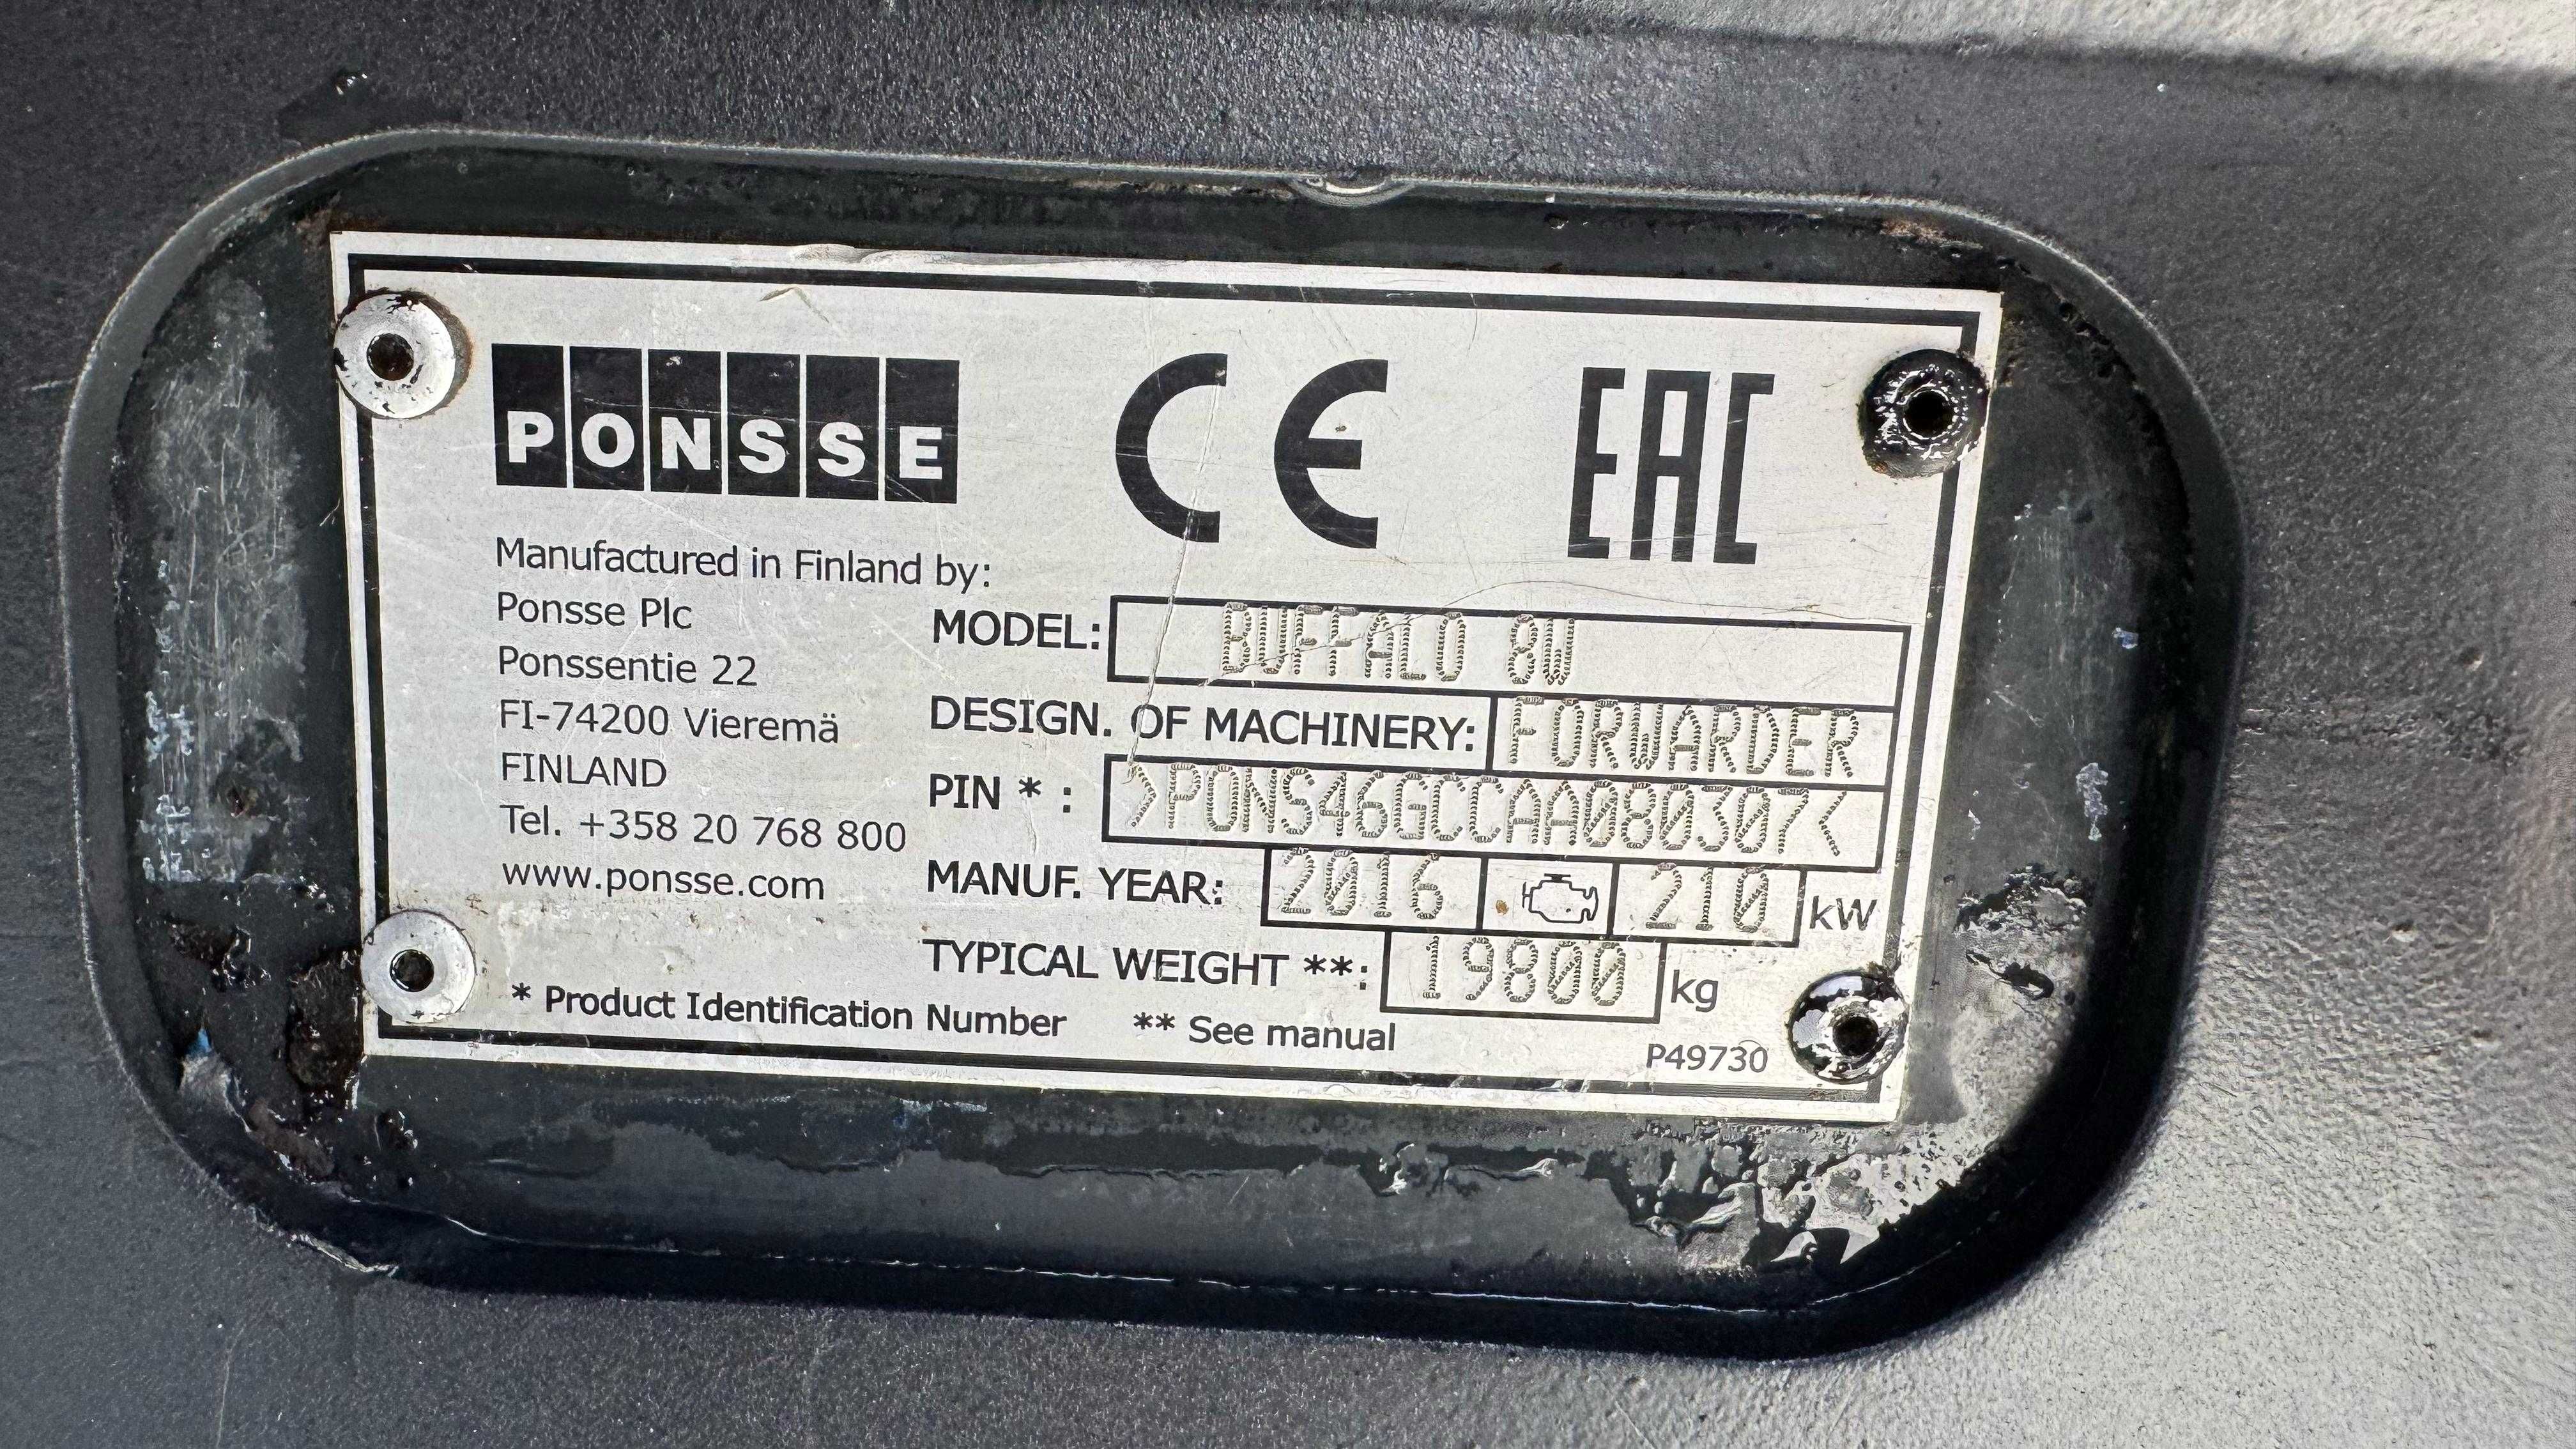 PONSSE CE EAC
Manufactured in Finland by:
Ponsse Plc
Ponssentie 22
FI-74200 Vieremä
FINLAND
Tel. +358 20 768 800
www.ponsse.com
MODEL: BUFFALO 8W
DESIGN. OF MACHINERY: FORWARDER
PIN * :
MANUF. YEAR: 2016 210 kW
TYPICAL WEIGHT **: 19800 kg
* Product Identification Number ** See manual
P49730